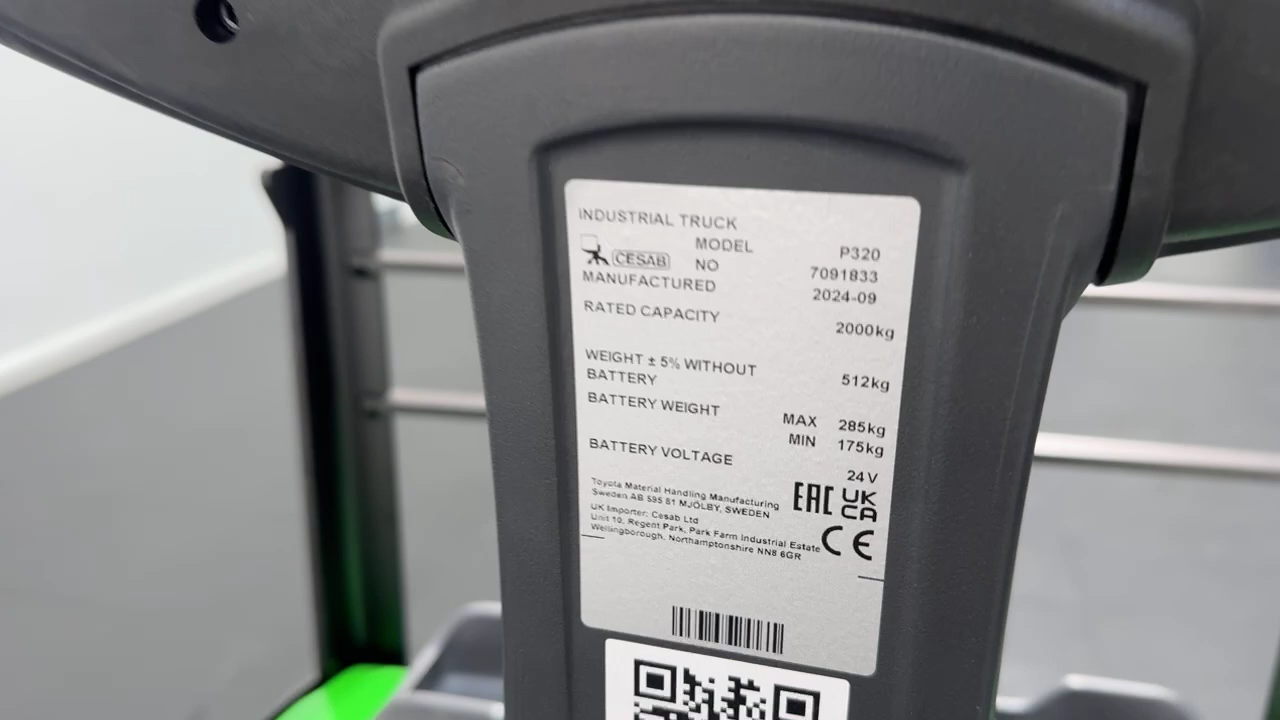 INDUSTRIAL TRUCK
CESAB MODEL P320
NO 7091833
MANUFACTURED 2024-09
RATED CAPACITY 2000kg
WEIGHT ± 5% WITHOUT
BATTERY 512kg
BATTERY WEIGHT MAX 285kg
MIN 175kg
BATTERY VOLTAGE 24V
Toyota Material Handling Manufacturing
Sweden AB 595 81 MJÖLBY, SWEDEN
UK Importer: Cesab Ltd
Unit 10, Regent Park, Park Farm Industrial Estate
Wellingborough, Northamptonshire NN8 6GR
EAC UK
CA
CE